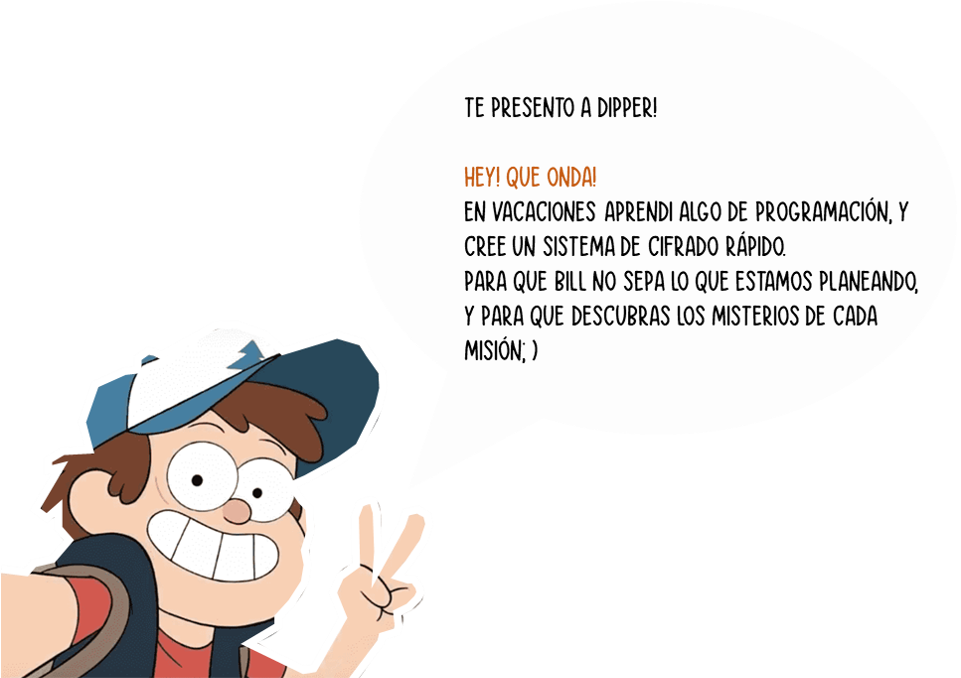 TE PRESENTO A DIPPER!
HEY! QUE ONDA!
EN VACACIONES APRENDI ALGO DE PROGRAMACIÓN, Y
CREE UN SISTEMA DE CIFRADO RÁPIDO.
PARA QUE BILL NO SEPA LO QUE ESTAMOS PLANEANDO,
Y PARA QUE DESCUBRAS LOS MISTERIOS DE CADA
MISIÓN; )